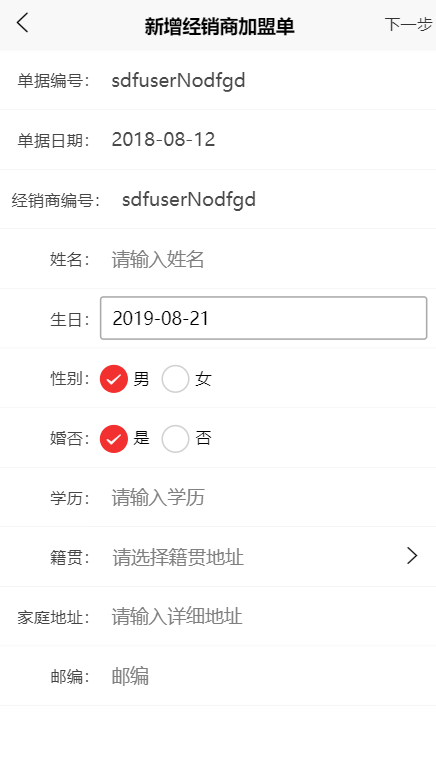 新增经销商加盟单 下一步
单据编号： sdfuserNodfgd
单据日期： 2018-08-12
经销商编号： sdfuserNodfgd
姓名： 请输入姓名
生日： 2019-08-21
性别： 男 女
婚否： 是 否
学历： 请输入学历
籍贯： 请选择籍贯地址
家庭地址： 请输入详细地址
邮编： 邮编